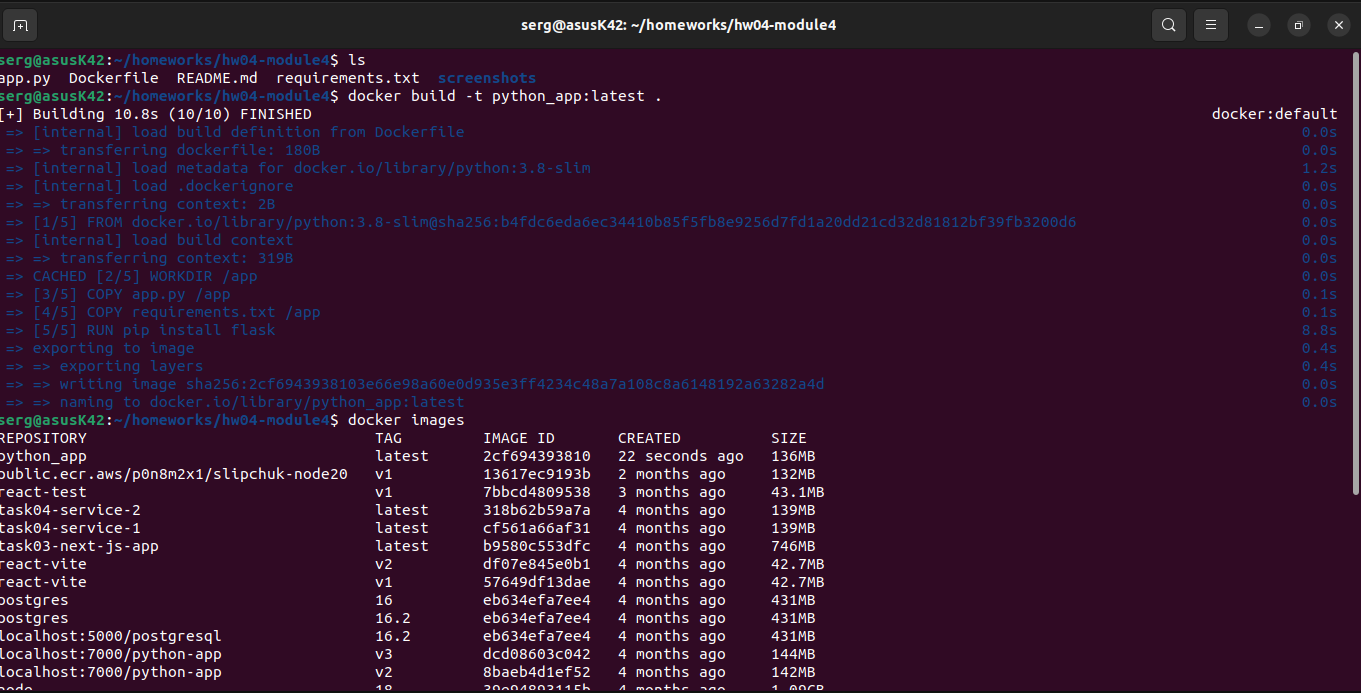 serg@asusK42: ~/homeworks/hw04-module4
serg@asusK42:~/homeworks/hw04-module4$ ls
app.py  Dockerfile  README.md  requirements.txt  screenshots
serg@asusK42:~/homeworks/hw04-module4$ docker build -t python_app:latest .
[+] Building 10.8s (10/10) FINISHED docker:default
=> [internal] load build definition from Dockerfile 0.0s
=> => transferring dockerfile: 180B 0.0s
=> [internal] load metadata for docker.io/library/python:3.8-slim 1.2s
=> [internal] load .dockerignore 0.0s
=> => transferring context: 2B 0.0s
=> [1/5] FROM docker.io/library/python:3.8-slim@sha256:b4fdc6eda6ec34410b85f5fb8e9256d7fd1a20dd21cd32d81812bf39fb3200d6 0.0s
=> [internal] load build context 0.0s
=> => transferring context: 319B 0.0s
=> CACHED [2/5] WORKDIR /app 0.0s
=> [3/5] COPY app.py /app 0.1s
=> [4/5] COPY requirements.txt /app 0.1s
=> [5/5] RUN pip install flask 8.8s
=> exporting to image 0.4s
=> => exporting layers 0.4s
=> => writing image sha256:2cf6943938103e66e98a60e0d935e3ff4234c48a7a108c8a6148192a63282a4d 0.0s
=> => naming to docker.io/library/python_app:latest 0.0s
serg@asusK42:~/homeworks/hw04-module4$ docker images
REPOSITORY TAG IMAGE ID CREATED SIZE
python_app latest 2cf694393810 22 seconds ago 136MB
public.ecr.aws/p0n8m2x1/slipchuk-node20 v1 13617ec9193b 2 months ago 132MB
react-test v1 7bbcd4809538 3 months ago 43.1MB
task04-service-2 latest 318b62b59a7a 4 months ago 139MB
task04-service-1 latest cf561a66af31 4 months ago 139MB
task03-next-js-app latest b9580c553dfc 4 months ago 746MB
react-vite v2 df07e845e0b1 4 months ago 42.7MB
react-vite v1 57649df13dae 4 months ago 42.7MB
postgres 16 eb634efa7ee4 4 months ago 431MB
postgres 16.2 eb634efa7ee4 4 months ago 431MB
localhost:5000/postgresql 16.2 eb634efa7ee4 4 months ago 431MB
localhost:7000/python-app v3 dcd08603c042 4 months ago 144MB
localhost:7000/python-app v2 8baeb4d1ef52 4 months ago 142MB
node 18 39e94893115b 4 months ago 1.09GB